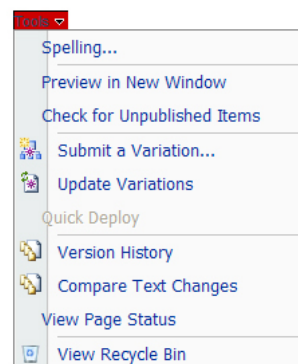 Tools
Spelling...
Preview in New Window
Check for Unpublished Items
Submit a Variation...
Update Variations
Quick Deploy
Version History
Compare Text Changes
View Page Status
View Recycle Bin